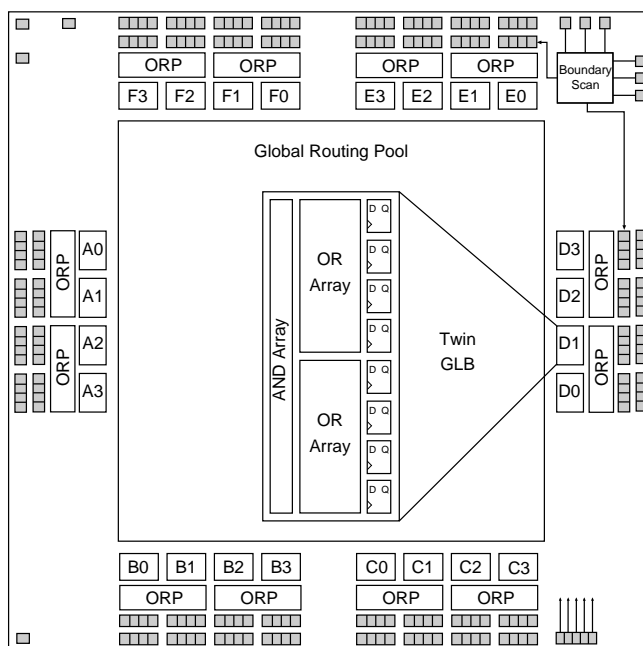 ORP ORP ORP ORP
F3 F2 F1 F0 E3 E2 E1 E0
Boundary
Scan
Global Routing Pool
A0
A1
ORP
A2
A3
ORP
AND Array
OR
Array
OR
Array
D Q
D Q
D Q
D Q
D Q
D Q
D Q
D Q
Twin
GLB
D3
D2
ORP
D1
D0
ORP
B0 B1 B2 B3 C0 C1 C2 C3
ORP ORP ORP ORP